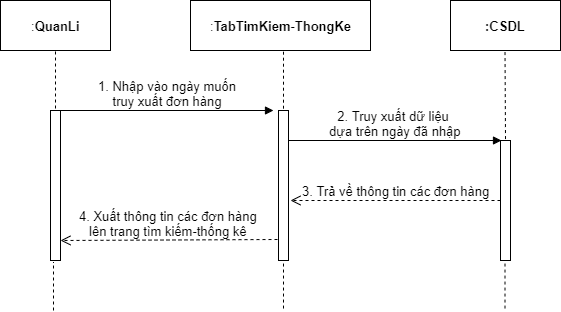 :QuanLi
:TabTimKiem-ThongKe
:CSDL
1. Nhập vào ngày muốn
truy xuất đơn hàng
2. Truy xuất dữ liệu
dựa trên ngày đã nhập
3. Trả về thông tin các đơn hàng
4. Xuất thông tin các đơn hàng
lên trang tìm kiếm-thống kê